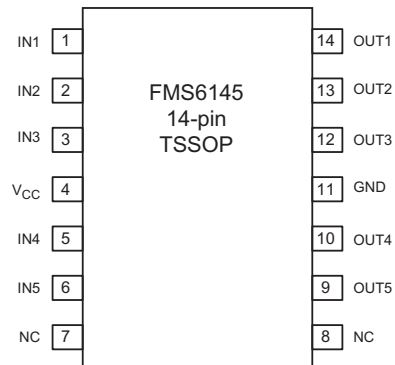 IN1 1 14 OUT1
IN2 2 13 OUT2
FMS6145
14-pin
TSSOP
IN3 3 12 OUT3
VCC 4 11 GND
IN4 5 10 OUT4
IN5 6 9 OUT5
NC 7 8 NC